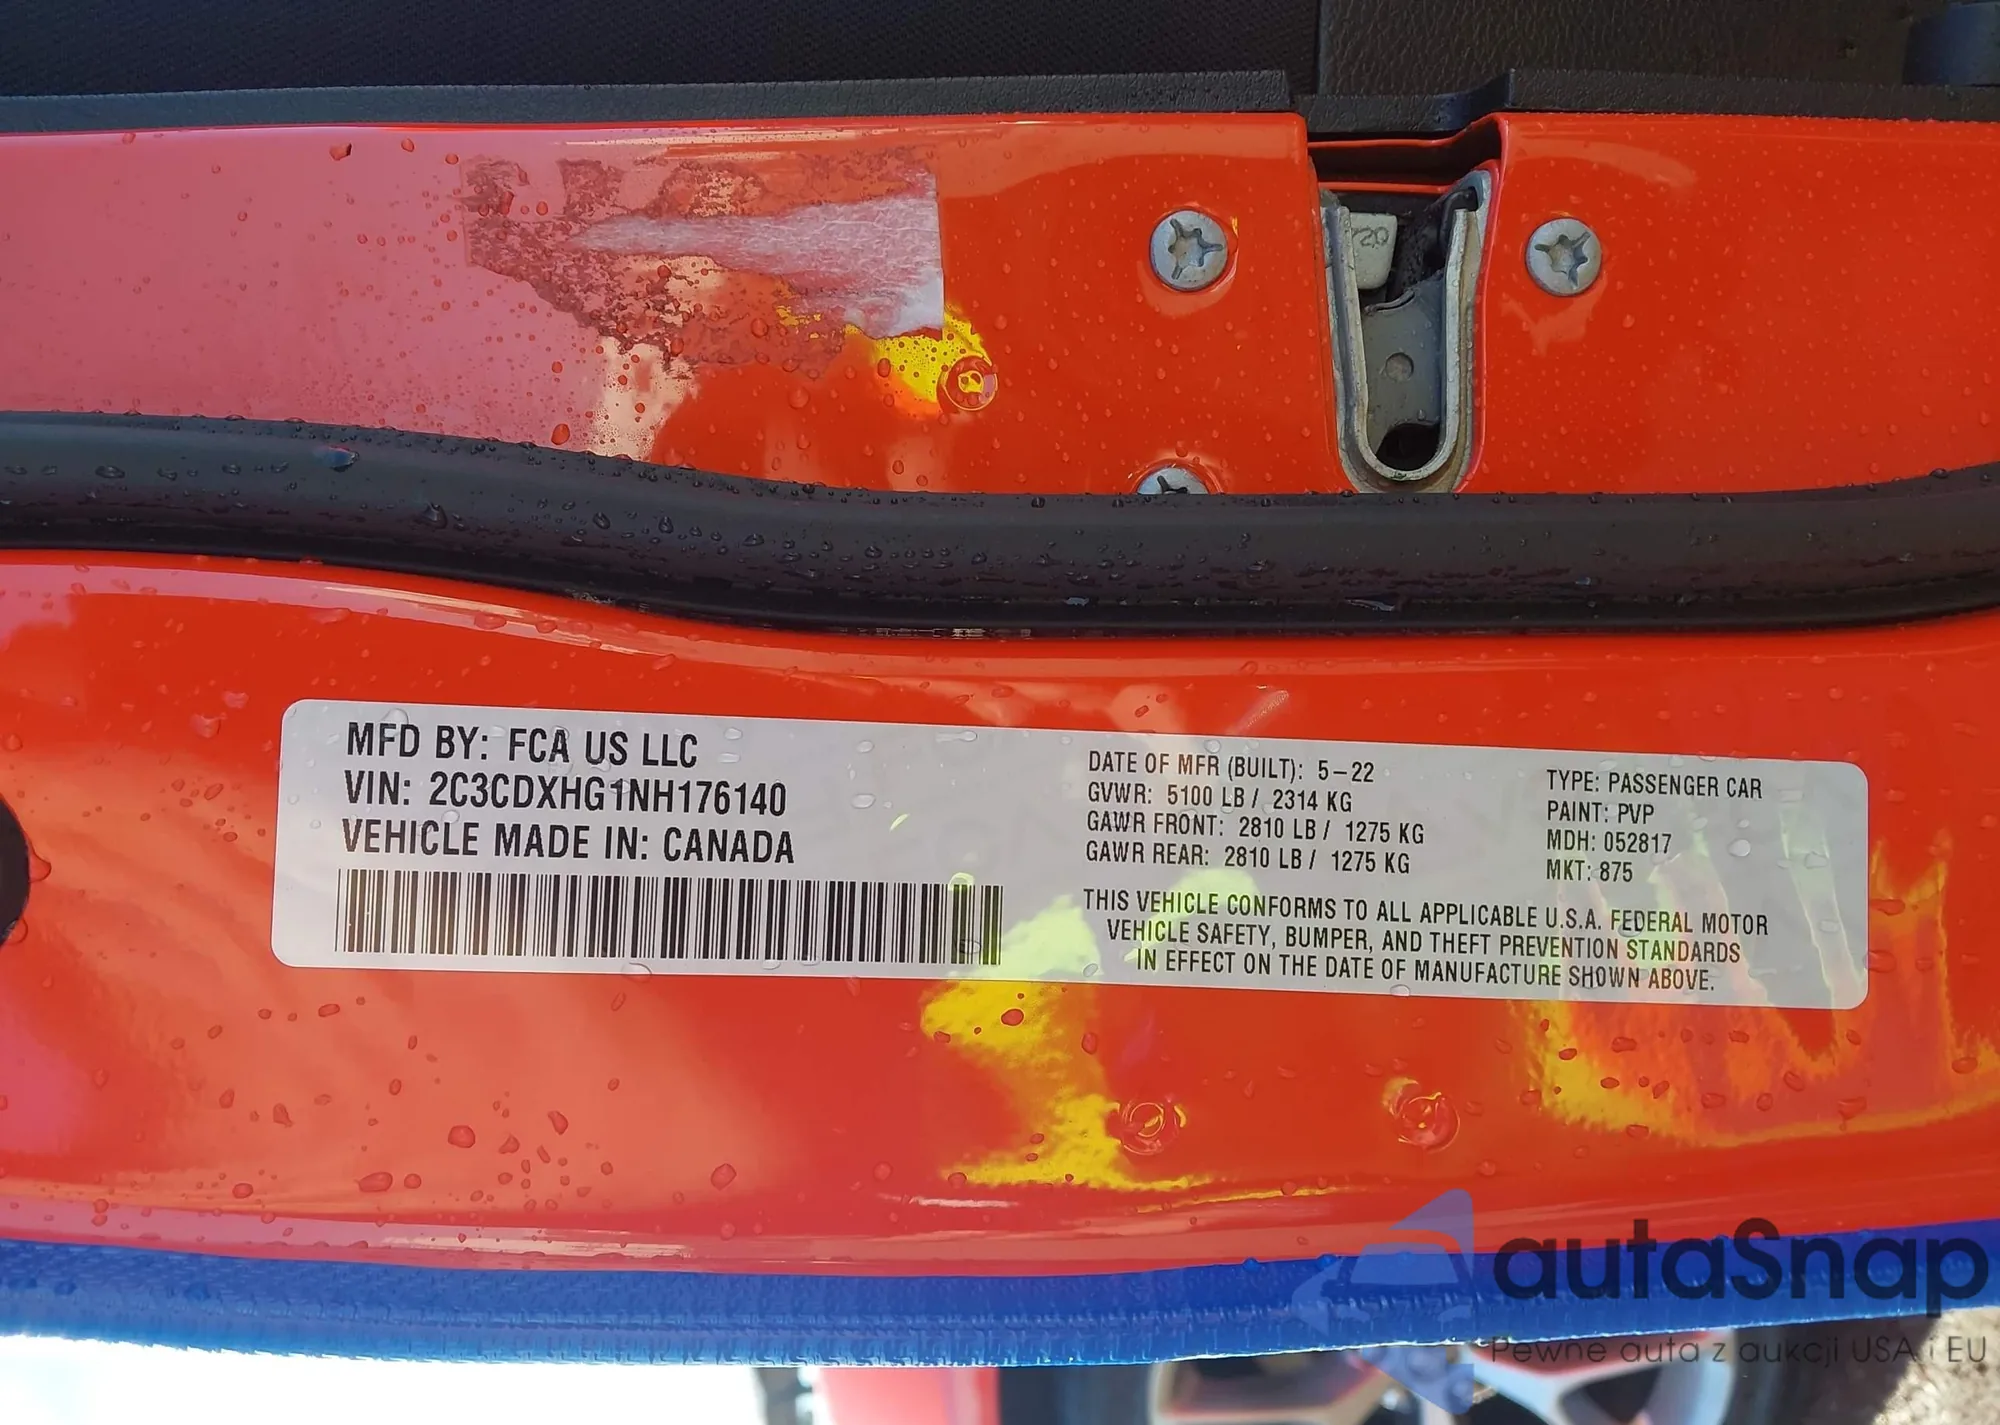 720
MFD BY: FCA US LLC
VIN: 2C3CDXHG1NH176140
VEHICLE MADE IN: CANADA
DATE OF MFR (BUILT): 5-22
GVWR: 5100 LB / 2314 KG
GAWR FRONT: 2810 LB / 1275 KG
GAWR REAR: 2810 LB / 1275 KG
TYPE: PASSENGER CAR
PAINT: PVP
MDH: 052817
MKT: 875
THIS VEHICLE CONFORMS TO ALL APPLICABLE U.S.A. FEDERAL MOTOR
VEHICLE SAFETY, BUMPER, AND THEFT PREVENTION STANDARDS
IN EFFECT ON THE DATE OF MANUFACTURE SHOWN ABOVE.
autaSnap
Pewne auta z aukcji USA i EU